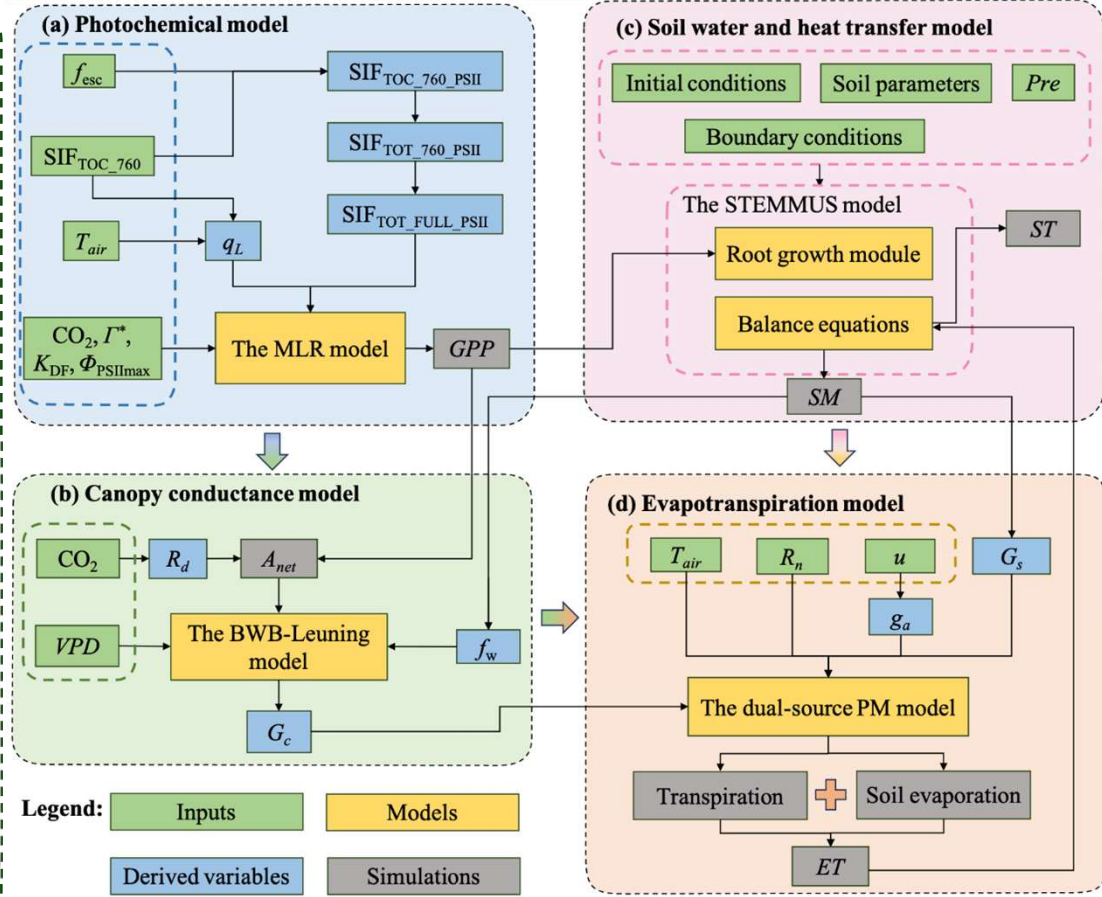 (a) Photochemical model
f_esc
SIF_TOC_760
T_air
CO₂, Γ*,
K_DF, Φ_PSIImax
q_L
SIF_TOC_760_PSII
SIF_TOT_760_PSII
SIF_TOT_FULL_PSII
The MLR model
GPP
(c) Soil water and heat transfer model
Initial conditions
Soil parameters
Pre
Boundary conditions
The STEMMUS model
Root growth module
Balance equations
ST
SM
(b) Canopy conductance model
CO₂
R_d
A_net
VPD
The BWB-Leuning
model
f_w
G_c
(d) Evapotranspiration model
T_air
R_n
u
G_s
g_a
The dual-source PM model
Transpiration
Soil evaporation
ET
Legend:
Inputs
Models
Derived variables
Simulations